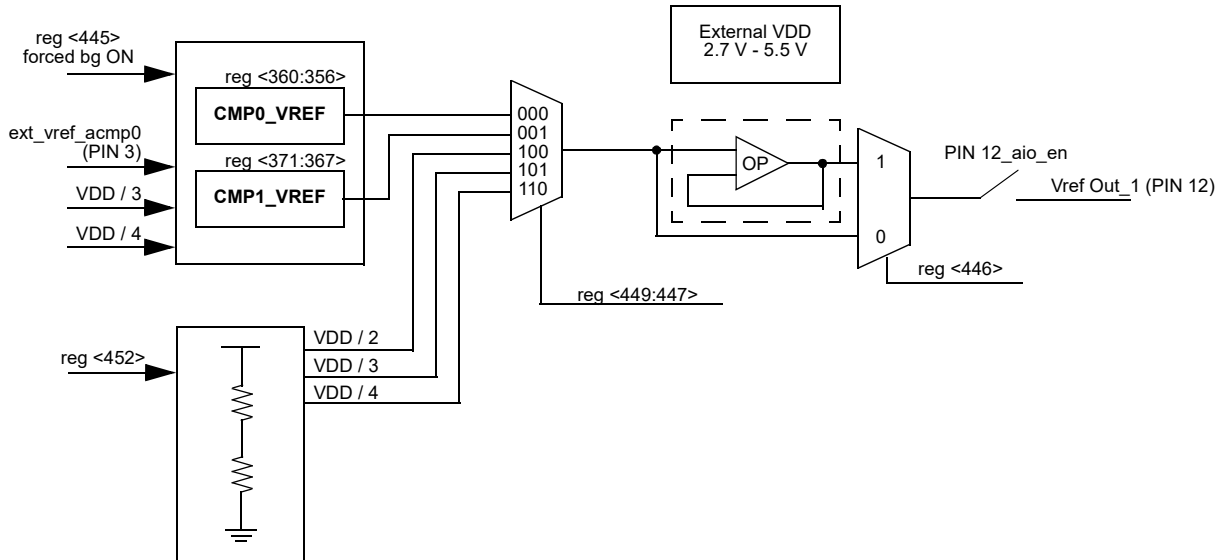 reg <445>
forced bg ON
reg <360:356>
CMP0_VREF
ext_vref_acmp0
(PIN 3)
reg <371:367>
CMP1_VREF
VDD / 3
VDD / 4
External VDD
2.7 V - 5.5 V
000
001
100
101
110
OP
1
0
PIN 12_aio_en
Vref Out_1 (PIN 12)
reg <446>
reg <449:447>
reg <452>
VDD / 2
VDD / 3
VDD / 4